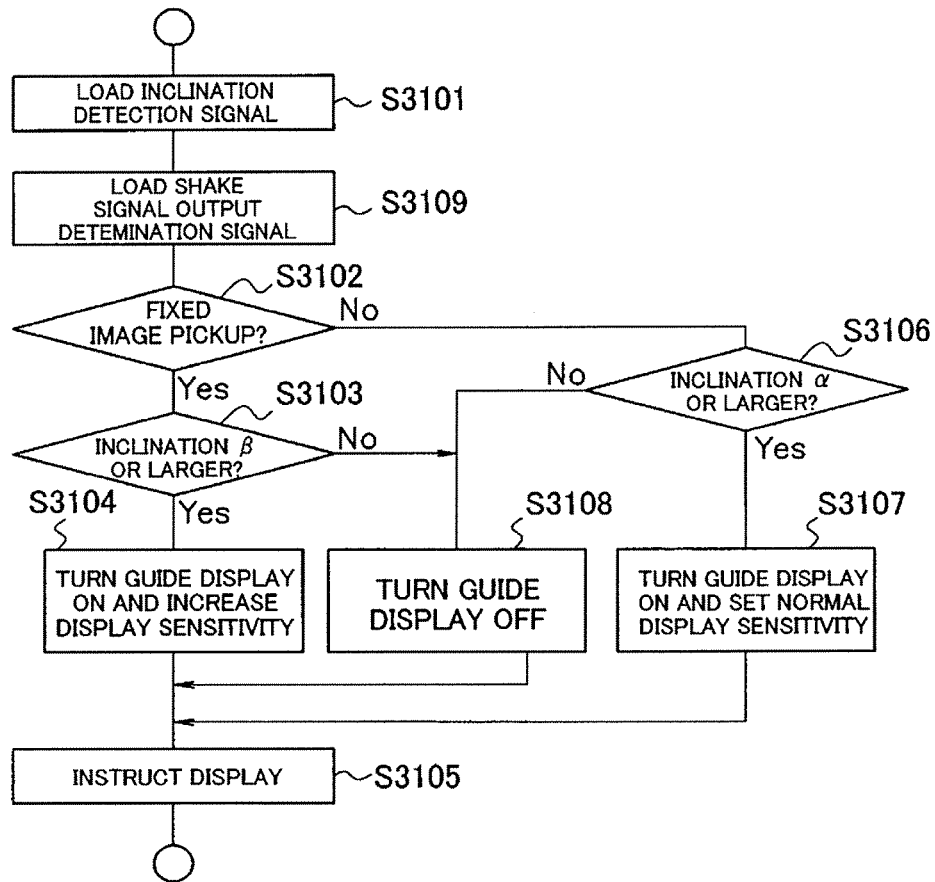 LOAD INCLINATION
DETECTION SIGNAL
S3101
LOAD SHAKE
SIGNAL OUTPUT
DETEMINATION SIGNAL
S3109
S3102
FIXED
IMAGE PICKUP?
No
Yes
S3106
INCLINATION α
OR LARGER?
No
Yes
S3103
INCLINATION β
OR LARGER?
No
Yes
S3104
TURN GUIDE DISPLAY
ON AND INCREASE
DISPLAY SENSITIVITY
S3108
TURN GUIDE
DISPLAY OFF
S3107
TURN GUIDE DISPLAY
ON AND SET NORMAL
DISPLAY SENSITIVITY
INSTRUCT DISPLAY
S3105